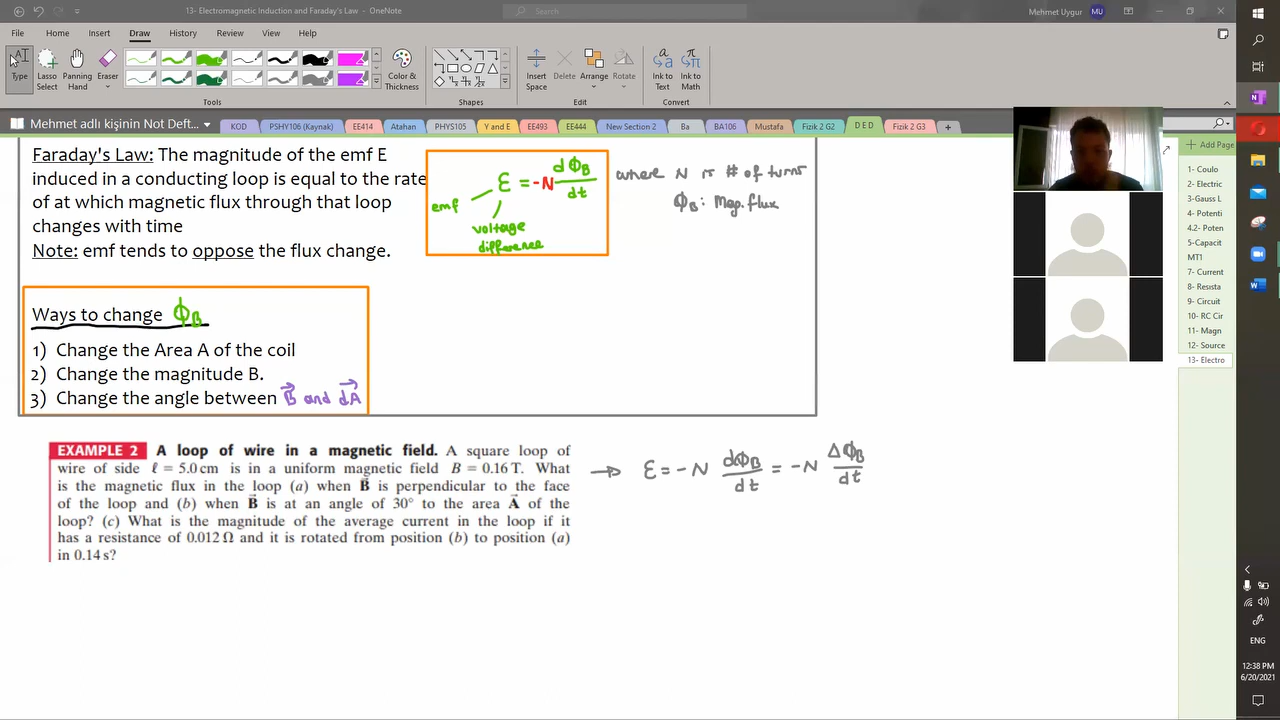 13- Electromagnetic Induction and Faraday's Law - OneNote
Search
Mehmet Uygur
MU
File
Home
Insert
Draw
History
Review
View
Help
Type
Lasso Select
Panning Hand
Eraser
Color & Thickness
Insert Space
Delete
Arrange
Rotate
Ink to Text
Ink to Math
Tools
Shapes
Edit
Convert
Mehmet adlı kişinin Not Deft...
KOD
PSHY106 (Kaynak)
EE414
Atahan
PHYS105
Y and E
EE493
EE444
New Section 2
Ba
BA106
Mustafa
Fizik 2 G2
D E D
Fizik 2 G3
+
Add Page
1- Coulo
2- Electric
3-Gauss L
4- Potenti
4.2- Poten
5-Capacit
MT1
7- Current
8- Resista
9- Circuit
10- RC Cir
11- Magn
12- Source
13- Electro
Faraday's Law: The magnitude of the emf E
induced in a conducting loop is equal to the rate
of at which magnetic flux through that loop
changes with time
Note: emf tends to oppose the flux change.
Ɛ = -N dΦB/dt
emf
voltage
difference
where N is # of turns
ΦB: Mag. flux
Ways to change ΦB
1) Change the Area A of the coil
2) Change the magnitude B.
3) Change the angle between B⃗ and dA⃗
EXAMPLE 2 A loop of wire in a magnetic field. A square loop of
wire of side ℓ = 5.0 cm is in a uniform magnetic field B = 0.16 T. What
is the magnetic flux in the loop (a) when B⃗ is perpendicular to the face
of the loop and (b) when B⃗ is at an angle of 30° to the area A⃗ of the
loop? (c) What is the magnitude of the average current in the loop if it
has a resistance of 0.012 Ω and it is rotated from position (b) to position (a)
in 0.14 s?
→ Ɛ = -N dΦB/dt = -N ΔΦB/dt
ENG
12:38 PM
6/20/2021